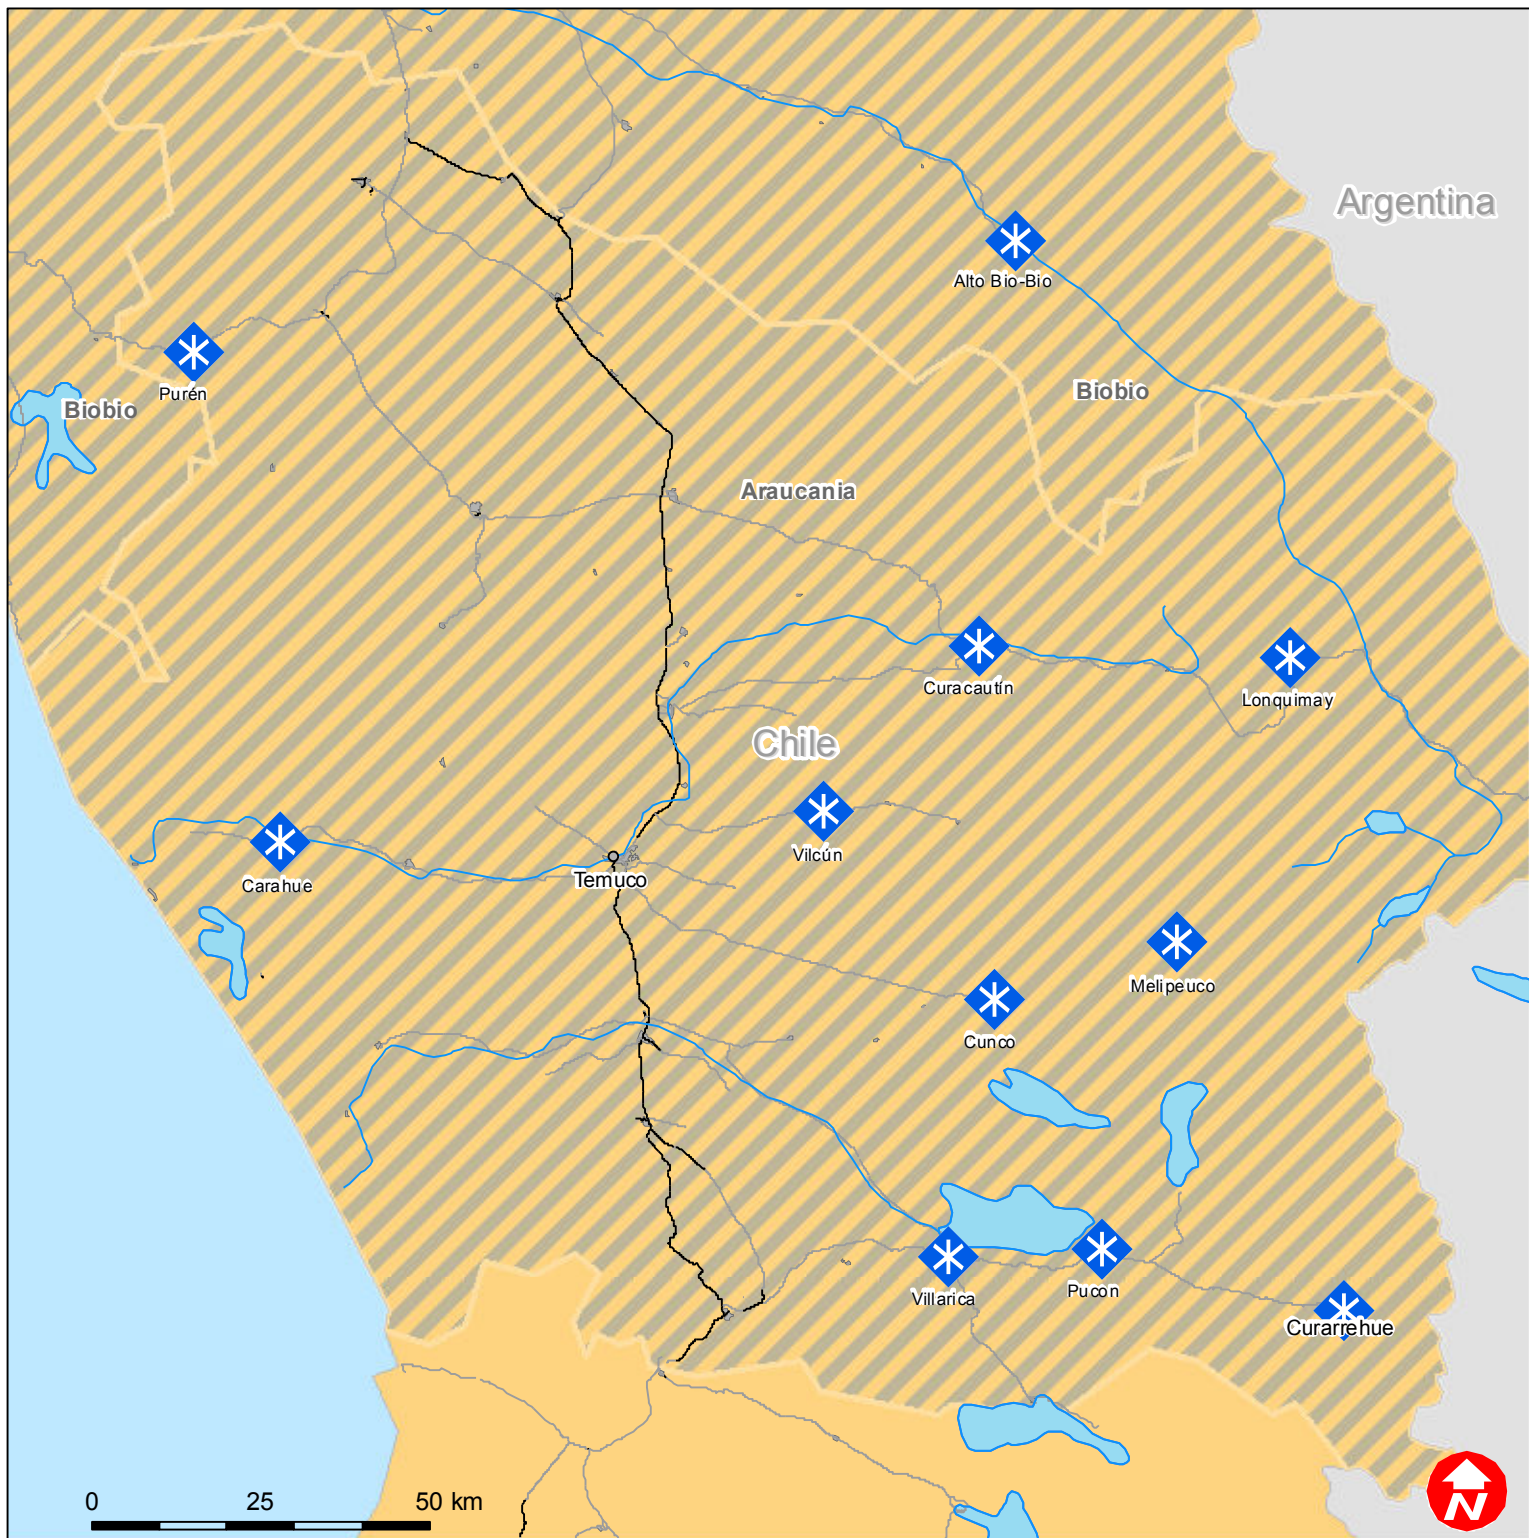 Argentina
Alto Bio-Bio
Purén
Biobio
Biobio
Araucania
Curacautín
Lonquimay
Chile
Vilcún
Temuco
Carahue
Melipeuco
Cunco
Villarica
Pucon
Curarrehue
0 25 50 km
N